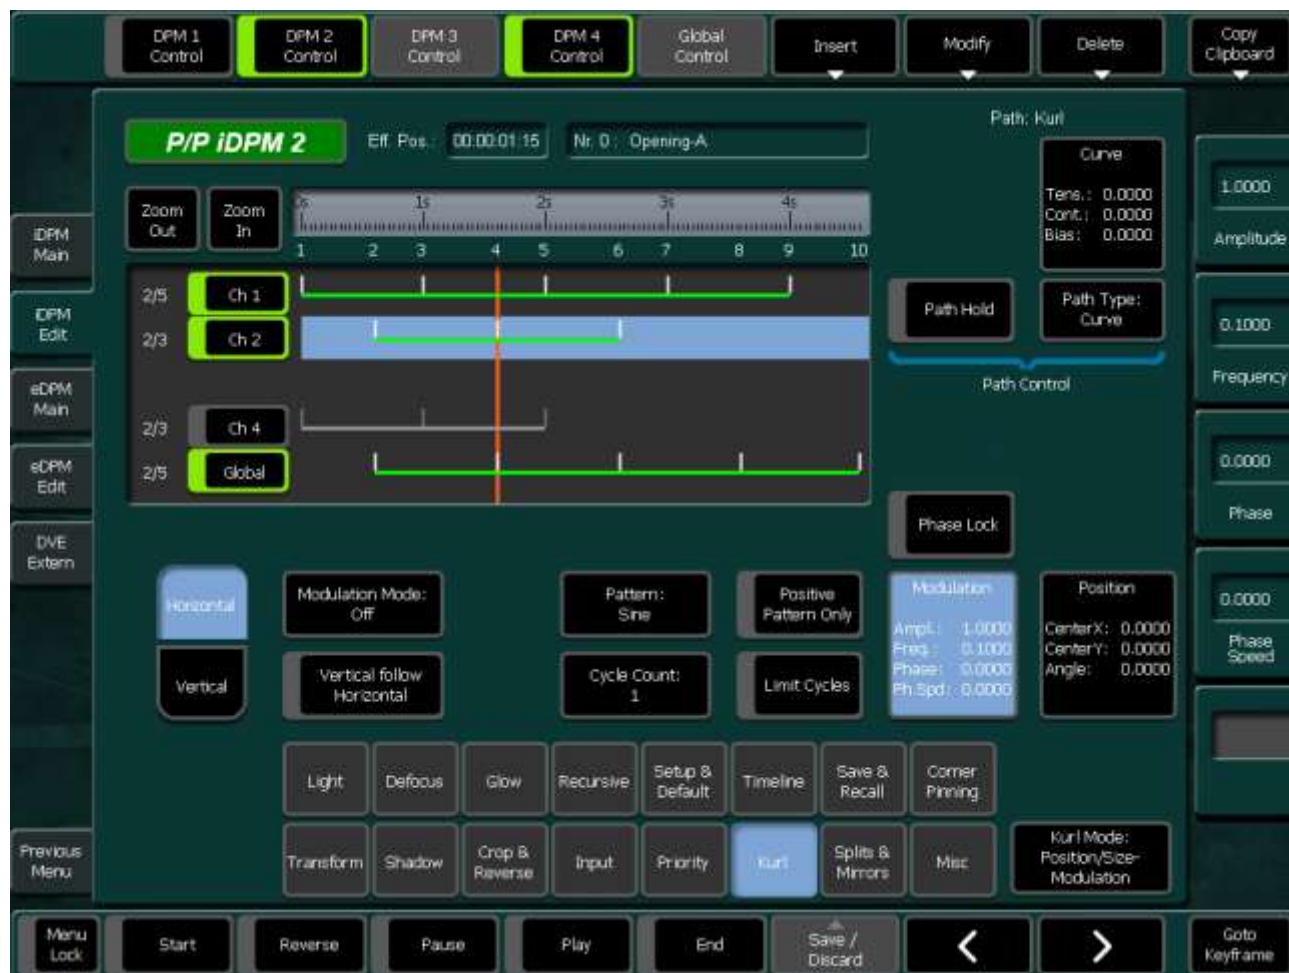 DPM 1
Control
DPM 2
Control
DPM 3
Control
DPM 4
Control
Global
Control
Insert
Modify
Delete
Copy
Clipboard
P/P iDPM 2
Eff. Pos.: 00:00:01:15
Nr. 0 : Opening-A
Path: Kurl
Curve
Tens.: 0.0000
Cont.: 0.0000
Bias: 0.0000
1.0000
Amplitude
Zoom
Out
Zoom
In
0s 1s 2s 3s 4s
1 2 3 4 5 6 7 8 9 10
iDPM
Main
iDPM
Edit
eDPM
Main
eDPM
Edit
DVE
Extern
2/5 Ch 1
2/3 Ch 2
2/3 Ch 4
2/5 Global
Path Hold
Path Type:
Curve
Path Control
0.1000
Frequency
0.0000
Phase
Phase Lock
Horizontal
Vertical
Modulation Mode:
Off
Vertical follow
Horizontal
Pattern:
Sine
Cycle Count:
1
Positive
Pattern Only
Limit Cycles
Modulation
Ampl.: 1.0000
Freq.: 0.1000
Phase: 0.0000
Ph.Spd: 0.0000
Position
CenterX: 0.0000
CenterY: 0.0000
Angle: 0.0000
0.0000
Phase
Speed
Light
Defocus
Glow
Recursive
Setup &
Default
Timeline
Save &
Recall
Corner
Pinning
Previous
Menu
Transform
Shadow
Crop &
Reverse
Input
Priority
Kurl
Splits &
Mirrors
Misc
Kurl Mode:
Position/Size-
Modulation
Menu
Lock
Start
Reverse
Pause
Play
End
Save /
Discard
Goto
Keyframe